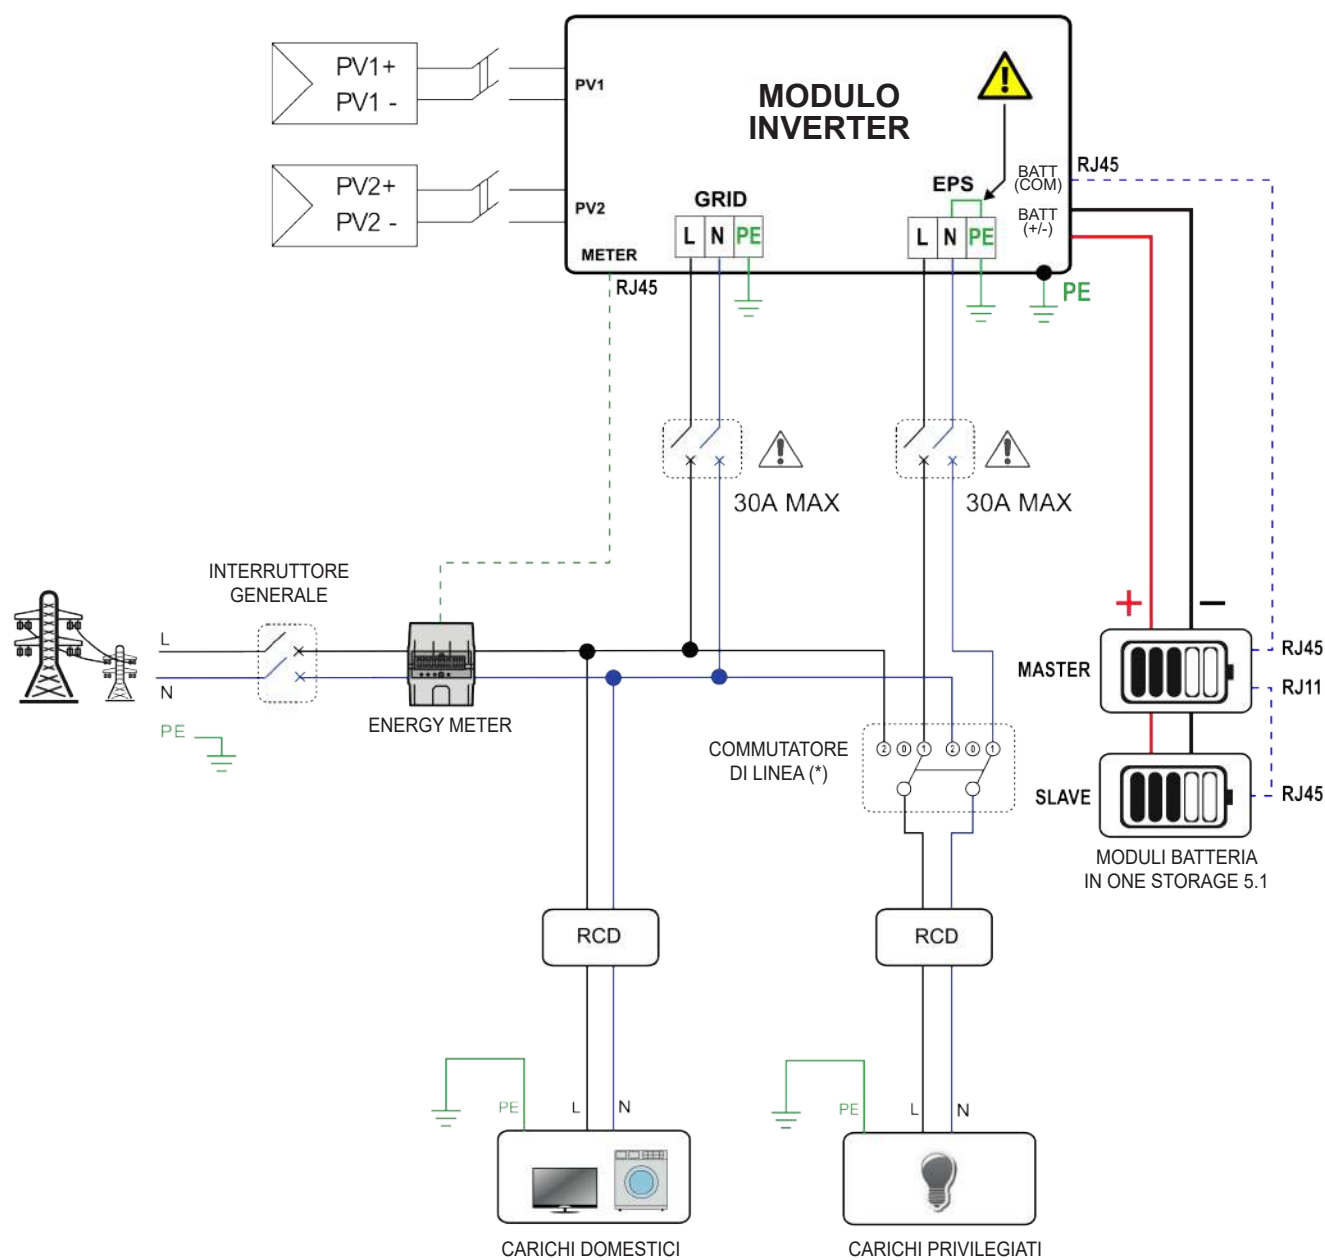 PV1+
PV1 -
PV2+
PV2 -
PV1
PV2
METER
RJ45
MODULO
INVERTER
GRID
L N PE
EPS
L N PE
BATT
(COM)
BATT
(+/-)
RJ45
PE
30A MAX
30A MAX
INTERRUTTORE
GENERALE
L
N
PE
ENERGY METER
COMMUTATORE
DI LINEA (*)
2 0 1 2 0 1
+ −
MASTER
RJ45
RJ11
SLAVE
RJ45
MODULI BATTERIA
IN ONE STORAGE 5.1
RCD
RCD
PE L N
PE L N
CARICHI DOMESTICI
CARICHI PRIVILEGIATI